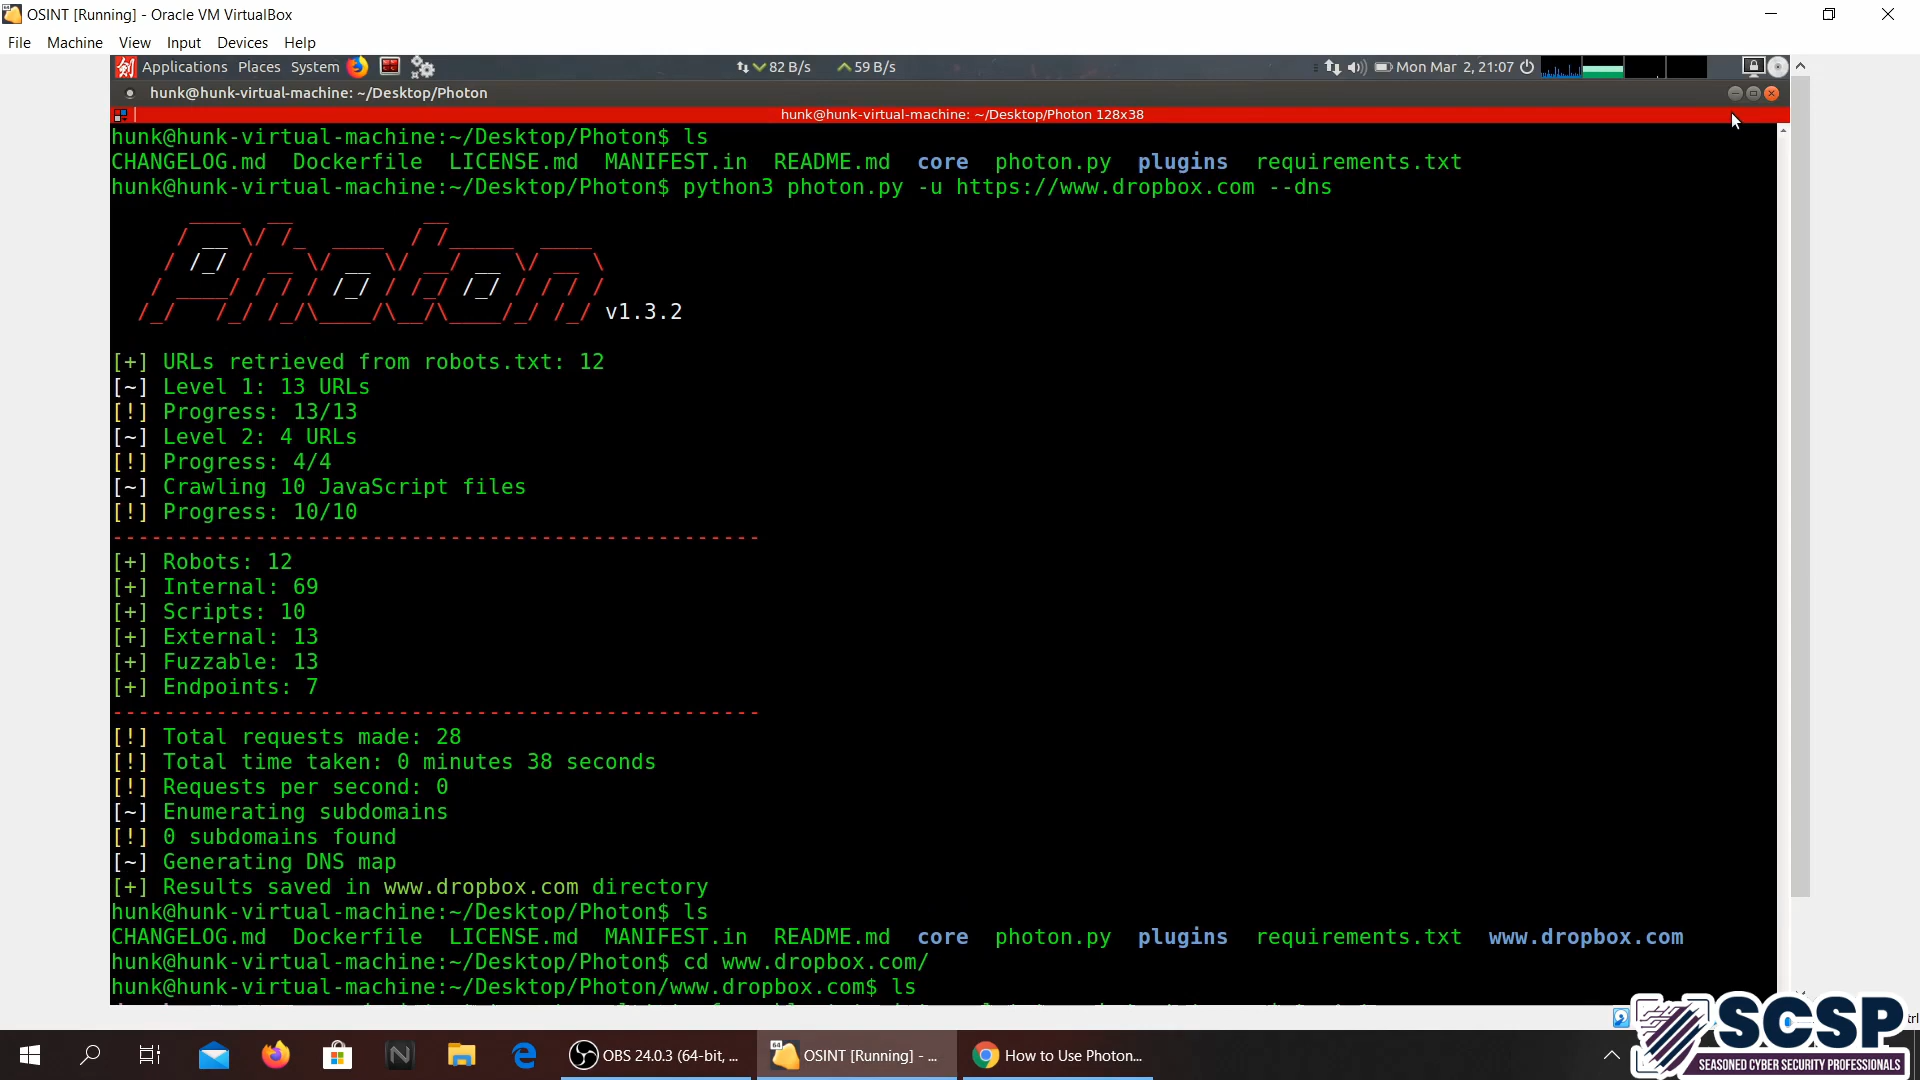 OSINT [Running] - Oracle VM VirtualBox
File Machine View Input Devices Help
Applications Places System 82 B/s 59 B/s Mon Mar 2, 21:07
hunk@hunk-virtual-machine: ~/Desktop/Photon
hunk@hunk-virtual-machine: ~/Desktop/Photon 128x38
hunk@hunk-virtual-machine:~/Desktop/Photon$ ls
CHANGELOG.md Dockerfile LICENSE.md MANIFEST.in README.md core photon.py plugins requirements.txt
hunk@hunk-virtual-machine:~/Desktop/Photon$ python3 photon.py -u https://www.dropbox.com --dns
Photon v1.3.2
[+] URLs retrieved from robots.txt: 12
[~] Level 1: 13 URLs
[!] Progress: 13/13
[~] Level 2: 4 URLs
[!] Progress: 4/4
[~] Crawling 10 JavaScript files
[!] Progress: 10/10
--------------------------------------------------
[+] Robots: 12
[+] Internal: 69
[+] Scripts: 10
[+] External: 13
[+] Fuzzable: 13
[+] Endpoints: 7
--------------------------------------------------
[!] Total requests made: 28
[!] Total time taken: 0 minutes 38 seconds
[!] Requests per second: 0
[~] Enumerating subdomains
[!] 0 subdomains found
[~] Generating DNS map
[+] Results saved in www.dropbox.com directory
hunk@hunk-virtual-machine:~/Desktop/Photon$ ls
CHANGELOG.md Dockerfile LICENSE.md MANIFEST.in README.md core photon.py plugins requirements.txt www.dropbox.com
hunk@hunk-virtual-machine:~/Desktop/Photon$ cd www.dropbox.com/
hunk@hunk-virtual-machine:~/Desktop/Photon/www.dropbox.com$ ls
SCSP
SEASONED CYBER SECURITY PROFESSIONALS
OBS 24.0.3 (64-bit, ...
OSINT [Running] - ...
How to Use Photon...